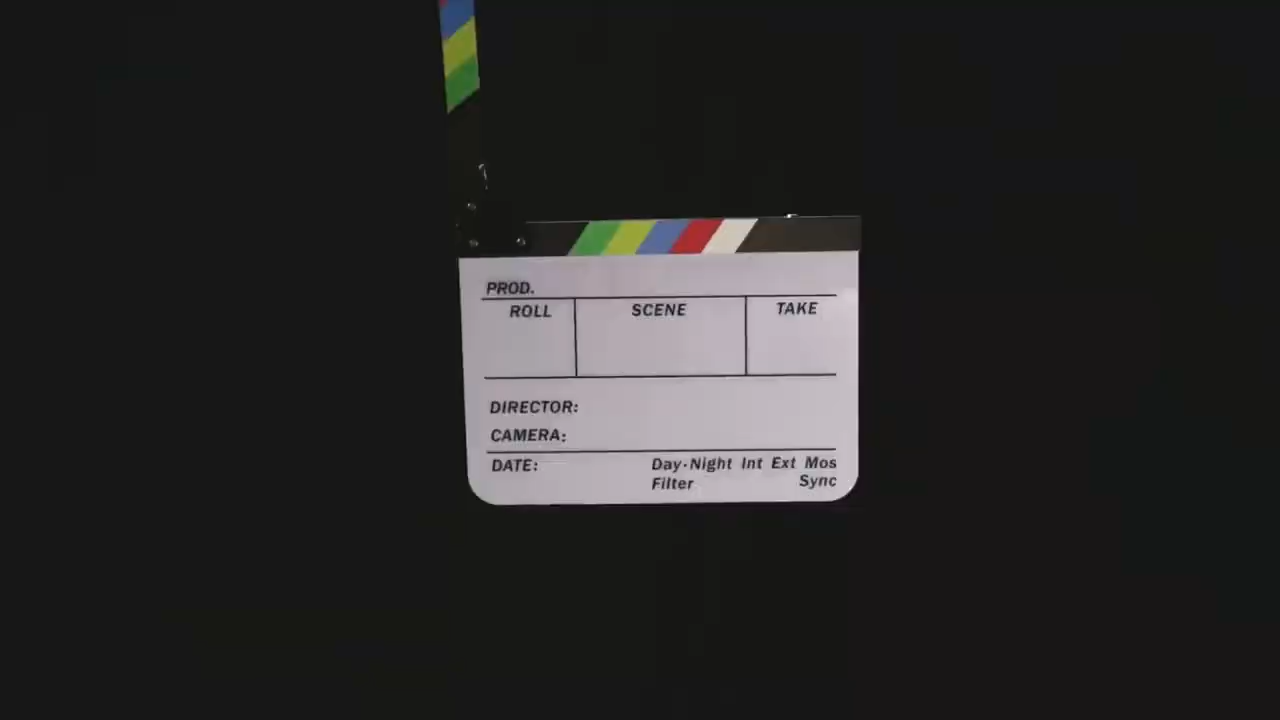 PROD.
ROLL SCENE TAKE
DIRECTOR:
CAMERA:
DATE: Day-Night Int Ext Mos
Filter Sync